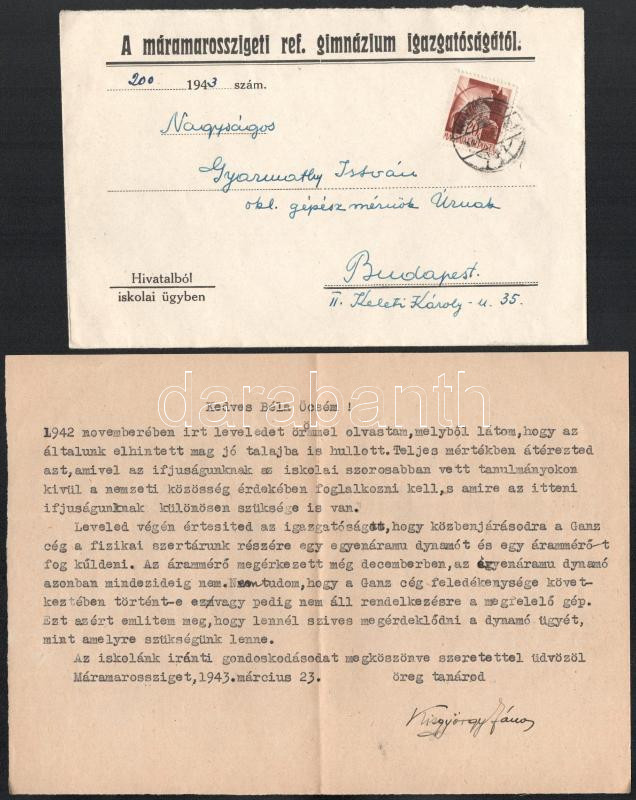 A máramarosszigeti ref. gimnázium igazgatóságától.
200 1943 szám.
Nagyságos
Gyarmathy István
okl. gépész mérnök Úrnak
Budapest.
II. Keleti Károly-u. 35.
Hivatalból
iskolai ügyben
darabanth
Kedves Béla Öcsém !
1942 novemberében irt leveledet örömmel olvastam,melyből látom,hogy az
általunk elhintett mag jó talajba is hullott.Teljes mértékben átérezted
azt,amivel az ifjuságunknak az iskolai szorosabban vett tanulmányokon
kivül a nemzeti közösség érdekében foglalkozni kell,s amire az itteni
ifjuságunknak különösen szüksége is van.
Leveled végén értesited az igazgatóságot,hogy közbenjárásodra a Ganz
cég a fizikai szertárunk részére egy egyenáramu dynamót és egy árammérőt
fog küldeni. Az árammérő megérkezett még decemberben,az egyenáramu dynamó
azonban mindezideig nem.Nem tudom,hogy a Ganz cég feledékenysége követ-
keztében történt-e ez,vagy pedig nem áll rendelkezésre a megfelelő gép.
Ezt azért emlitem meg,hogy lennél szives megérdeklődni a dynamó ügyét,
mint amelyre szükségünk lenne.
Az iskolánk iránti gondoskodásodat megköszönve szeretettel üdvözöl
Máramarossziget,1943.március 23. öreg tanárod
Kisgyörgy János